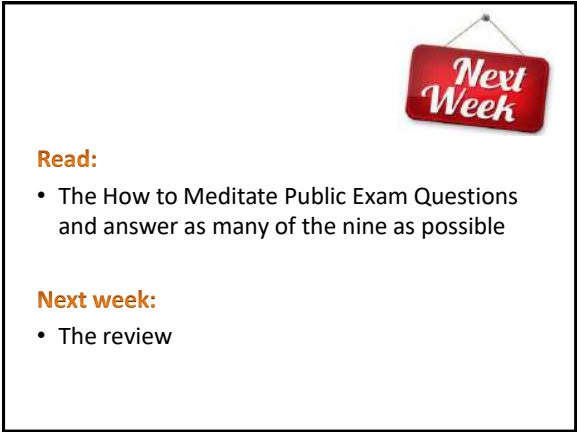 Next
Week
Read:
• The How to Meditate Public Exam Questions
and answer as many of the nine as possible
Next week:
• The review